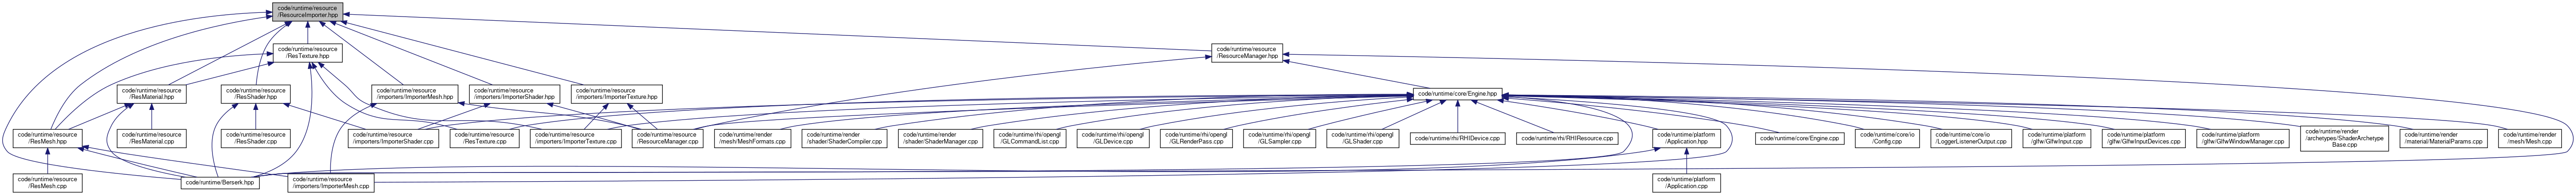 code/runtime/resource
/ResourceImporter.hpp
code/runtime/resource
/ResTexture.hpp
code/runtime/resource
/ResourceManager.hpp
code/runtime/resource
/ResMaterial.hpp
code/runtime/resource
/ResShader.hpp
code/runtime/resource
/importers/ImporterMesh.hpp
code/runtime/resource
/importers/ImporterShader.hpp
code/runtime/resource
/importers/ImporterTexture.hpp
code/runtime/core/Engine.hpp
code/runtime/resource
/ResMesh.hpp
code/runtime/resource
/ResMaterial.cpp
code/runtime/resource
/ResShader.cpp
code/runtime/resource
/importers/ImporterShader.cpp
code/runtime/resource
/ResTexture.cpp
code/runtime/resource
/importers/ImporterTexture.cpp
code/runtime/resource
/ResourceManager.cpp
code/runtime/render
/mesh/MeshFormats.cpp
code/runtime/render
/shader/ShaderCompiler.cpp
code/runtime/render
/shader/ShaderManager.cpp
code/runtime/rhi/opengl
/GLCommandList.cpp
code/runtime/rhi/opengl
/GLDevice.cpp
code/runtime/rhi/opengl
/GLRenderPass.cpp
code/runtime/rhi/opengl
/GLSampler.cpp
code/runtime/rhi/opengl
/GLShader.cpp
code/runtime/rhi/RHIDevice.cpp
code/runtime/rhi/RHIResource.cpp
code/runtime/platform
/Application.hpp
code/runtime/core/Engine.cpp
code/runtime/core/io
/Config.cpp
code/runtime/core/io
/LoggerListenerOutput.cpp
code/runtime/platform
/glfw/GlfwInput.cpp
code/runtime/platform
/glfw/GlfwInputDevices.cpp
code/runtime/platform
/glfw/GlfwWindowManager.cpp
code/runtime/render
/archetypes/ShaderArchetype
Base.cpp
code/runtime/render
/material/MaterialParams.cpp
code/runtime/render
/mesh/Mesh.cpp
code/runtime/resource
/ResMesh.cpp
code/runtime/Berserk.hpp
code/runtime/resource
/importers/ImporterMesh.cpp
code/runtime/platform
/Application.cpp